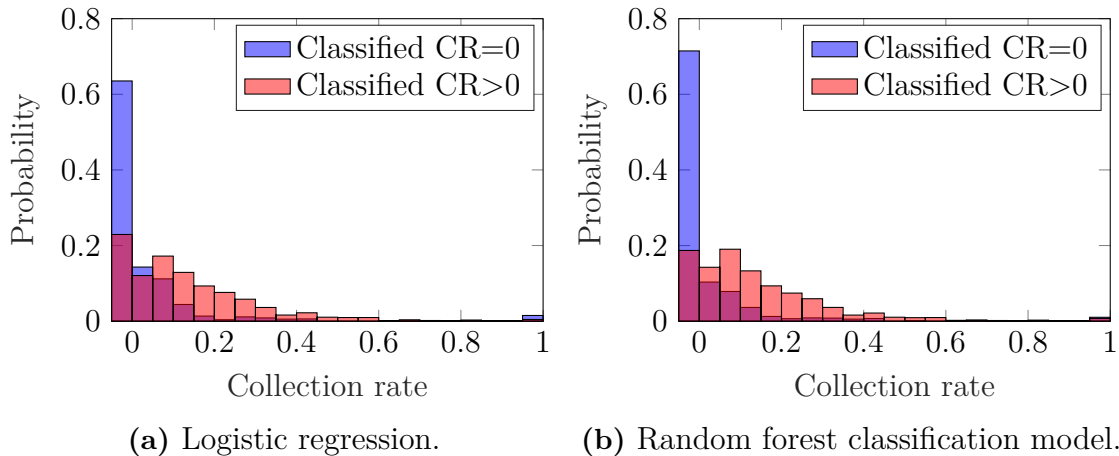 0.8
0.6
0.4
0.2
0
Probability
0 0.2 0.4 0.6 0.8 1
Collection rate
Classified CR=0
Classified CR>0
(a) Logistic regression.
0.8
0.6
0.4
0.2
0
Probability
0 0.2 0.4 0.6 0.8 1
Collection rate
Classified CR=0
Classified CR>0
(b) Random forest classification model.